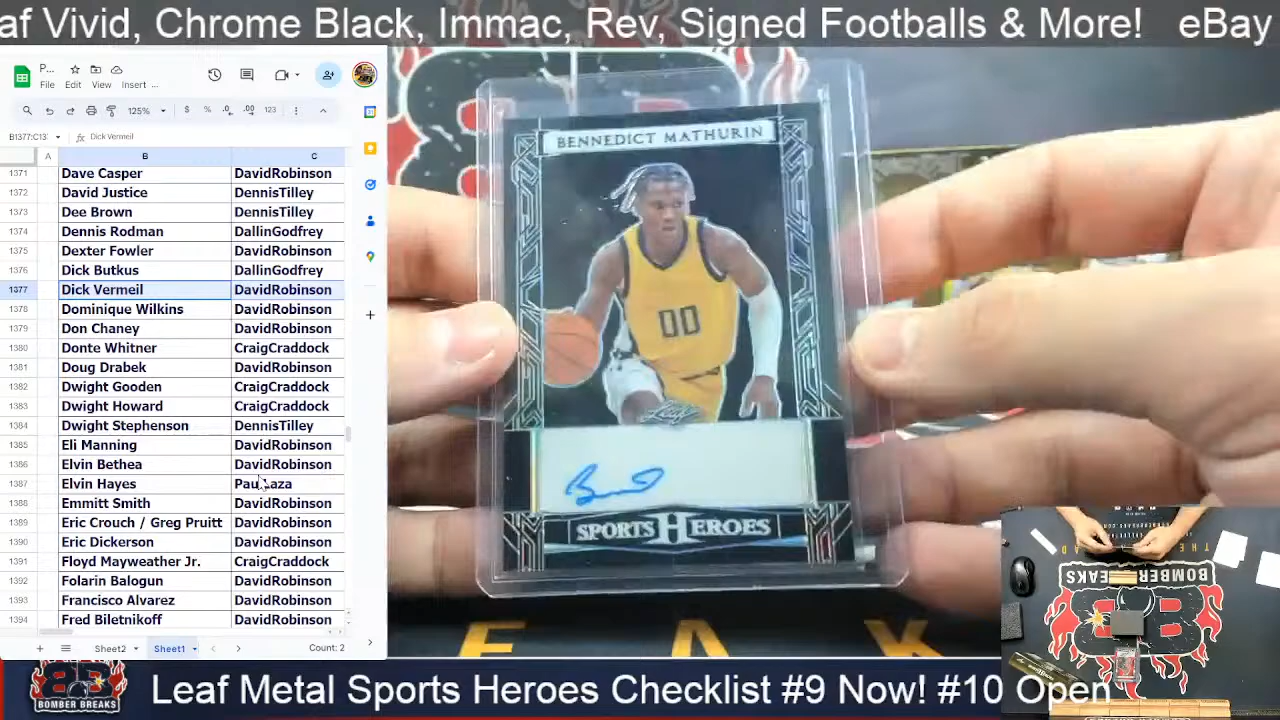 af Vivid, Chrome Black, Immac, Rev, Signed Footballs & More! eBay
P...
File Edit View Insert ...
125% $ % .0 .00 123
B1377:C13 fx Dick Vermeil
A B C
1371 Dave Casper DavidRobinson
1372 David Justice DennisTilley
1373 Dee Brown DennisTilley
1374 Dennis Rodman DallinGodfrey
1375 Dexter Fowler DavidRobinson
1376 Dick Butkus DallinGodfrey
1377 Dick Vermeil DavidRobinson
1378 Dominique Wilkins DavidRobinson
1379 Don Chaney DavidRobinson
1380 Donte Whitner CraigCraddock
1381 Doug Drabek DavidRobinson
1382 Dwight Gooden CraigCraddock
1383 Dwight Howard CraigCraddock
1384 Dwight Stephenson DennisTilley
1385 Eli Manning DavidRobinson
1386 Elvin Bethea DavidRobinson
1387 Elvin Hayes
1388 Emmitt Smith DavidRobinson
1389 Eric Crouch / Greg Pruitt DavidRobinson
1390 Eric Dickerson DavidRobinson
1391 Floyd Mayweather Jr. CraigCraddock
1392 Folarin Balogun DavidRobinson
1393 Francisco Alvarez DavidRobinson
1394 Fred Biletnikoff DavidRobinson
Sheet2 Sheet1 Count: 2
BENNEDICT MATHURIN
00
Leaf
SPORTS HEROES
E A K
BOMBER
BREAKS
BOMBER BREAKS
Leaf Metal Sports Heroes Checklist #9 Now! #10 Open